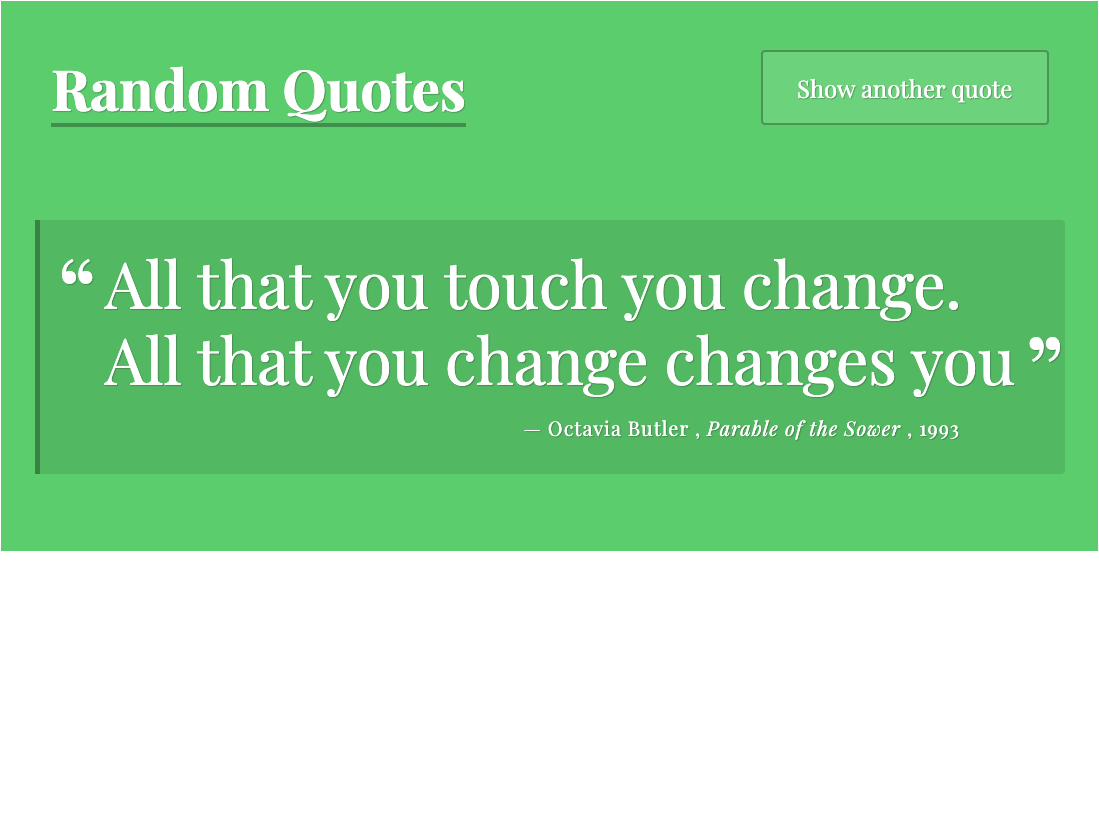 Random Quotes
Show another quote
“ All that you touch you change.
All that you change changes you ”
— Octavia Butler , Parable of the Sower , 1993